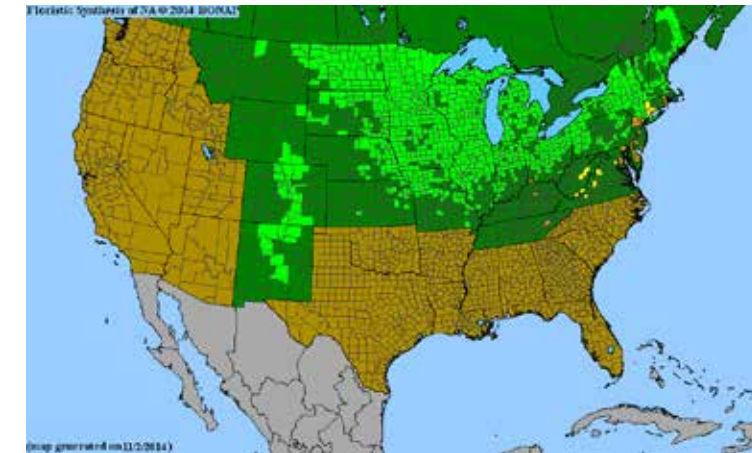 Floristic Synthesis of NA © 2014 BONAP
(map generated on 11/2/2014)